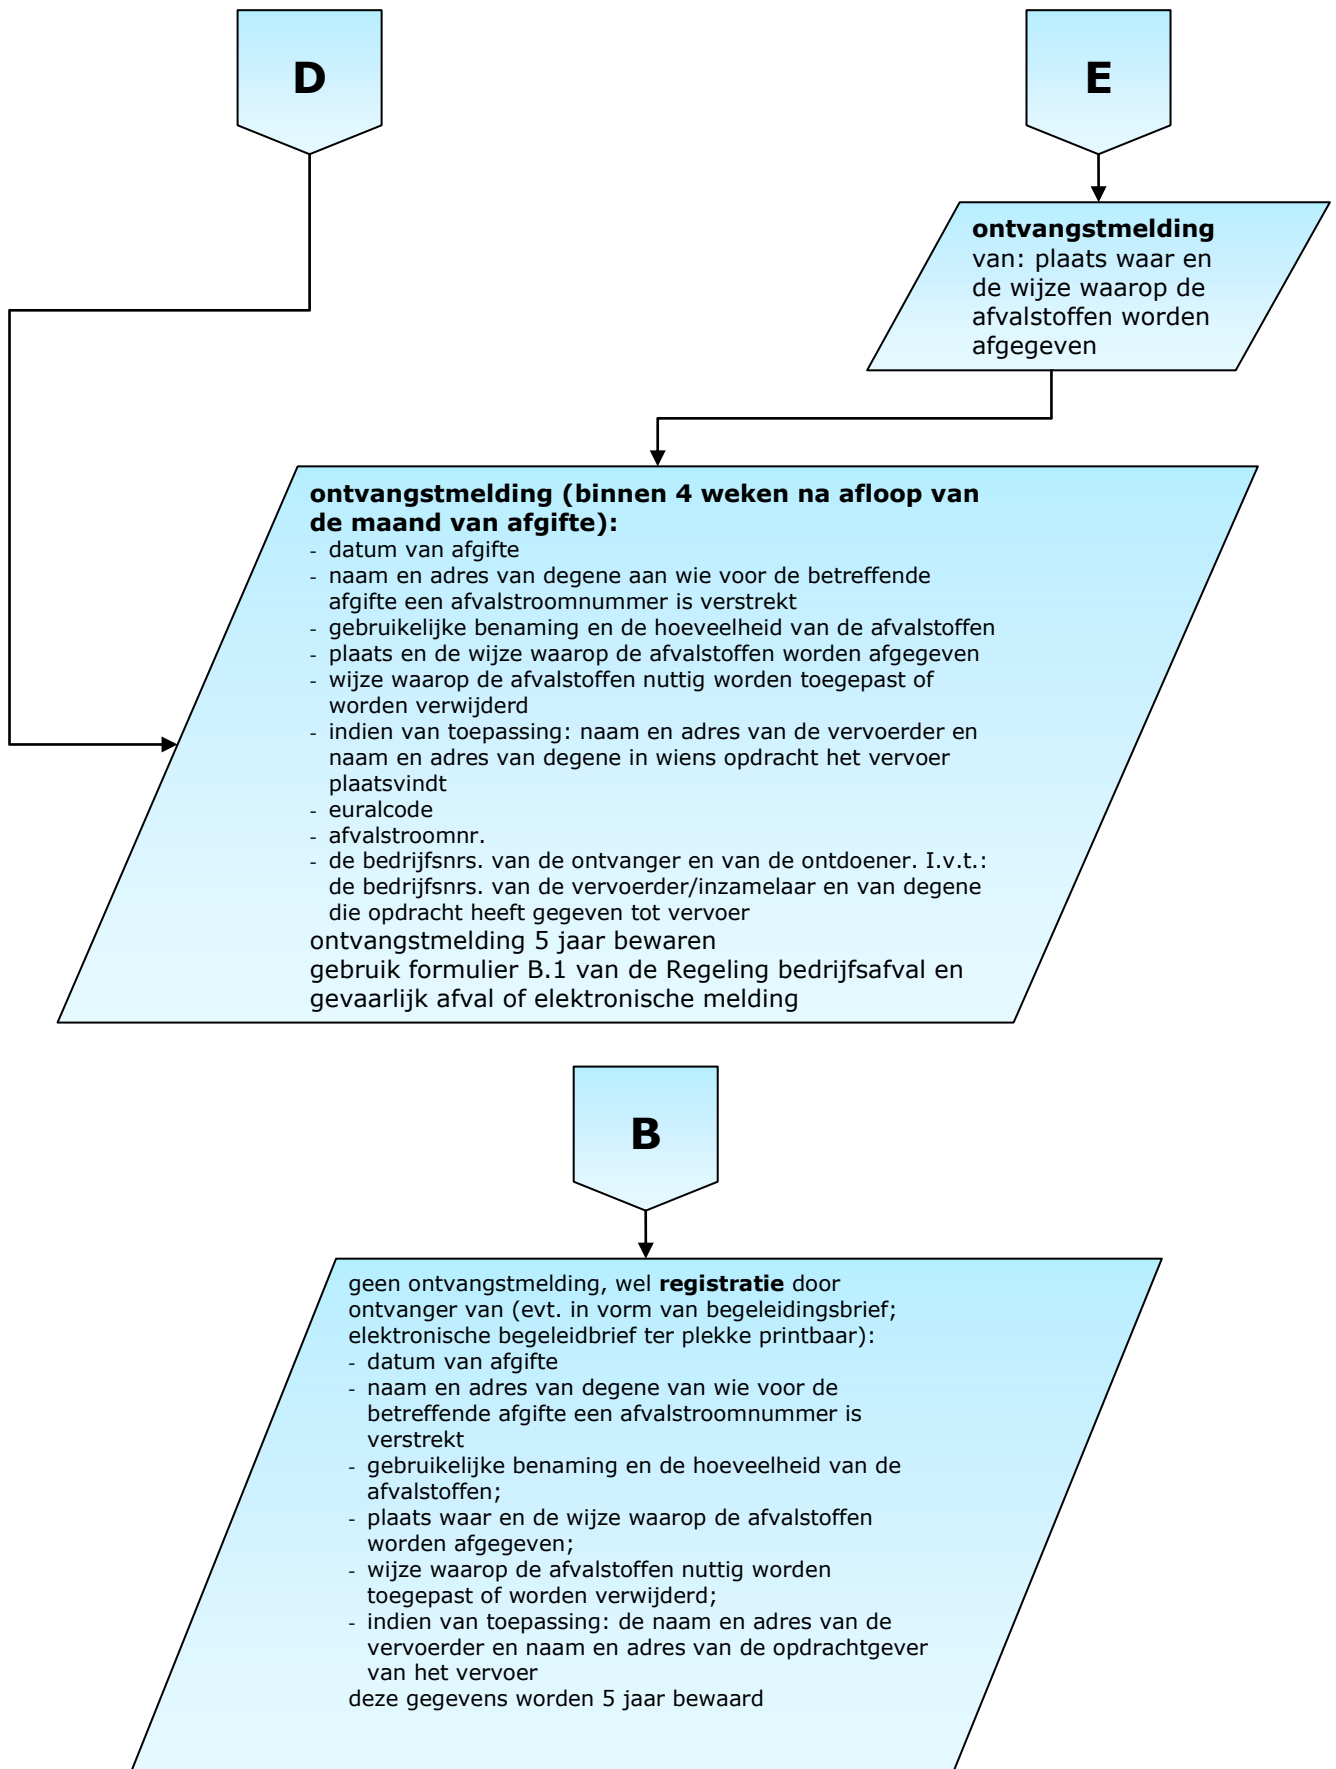 D
E
ontvangstmelding
van: plaats waar en
de wijze waarop de
afvalstoffen worden
afgegeven
ontvangstmelding (binnen 4 weken na afloop van
de maand van afgifte):
- datum van afgifte
- naam en adres van degene aan wie voor de betreffende
afgifte een afvalstroomnummer is verstrekt
- gebruikelijke benaming en de hoeveelheid van de afvalstoffen
- plaats en de wijze waarop de afvalstoffen worden afgegeven
- wijze waarop de afvalstoffen nuttig worden toegepast of
worden verwijderd
- indien van toepassing: naam en adres van de vervoerder en
naam en adres van degene in wiens opdracht het vervoer
plaatsvindt
- euralcode
- afvalstroomnr.
- de bedrijfsnrs. van de ontvanger en van de ontdoener. I.v.t.:
de bedrijfsnrs. van de vervoerder/inzamelaar en van degene
die opdracht heeft gegeven tot vervoer
ontvangstmelding 5 jaar bewaren
gebruik formulier B.1 van de Regeling bedrijfsafval en
gevaarlijk afval of elektronische melding
B
geen ontvangstmelding, wel registratie door
ontvanger van (evt. in vorm van begeleidingsbrief;
elektronische begeleidbrief ter plekke printbaar):
- datum van afgifte
- naam en adres van degene van wie voor de
betreffende afgifte een afvalstroomnummer is
verstrekt
- gebruikelijke benaming en de hoeveelheid van de
afvalstoffen;
- plaats waar en de wijze waarop de afvalstoffen
worden afgegeven;
- wijze waarop de afvalstoffen nuttig worden
toegepast of worden verwijderd;
- indien van toepassing: de naam en adres van de
vervoerder en naam en adres van de opdrachtgever
van het vervoer
deze gegevens worden 5 jaar bewaard